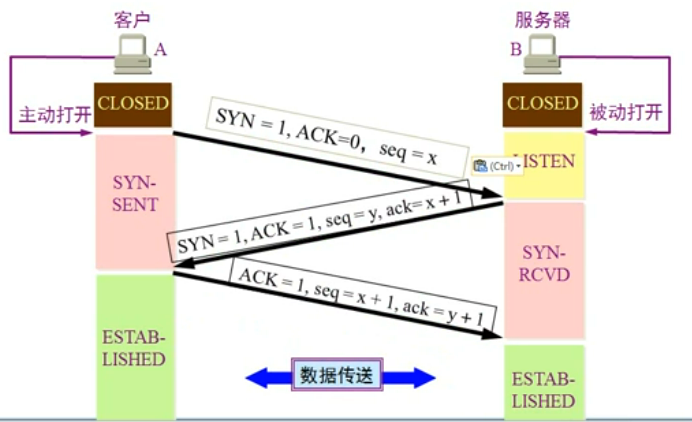 客户
服务器
A
B
CLOSED
CLOSED
主动打开
被动打开
SYN = 1, ACK=0, seq = x
(Ctrl)
LISTEN
SYN-
SENT
SYN = 1, ACK = 1, seq = y, ack= x + 1
SYN-
RCVD
ACK = 1, seq = x + 1, ack = y + 1
ESTAB-
LISHED
数据传送
ESTAB-
LISHED